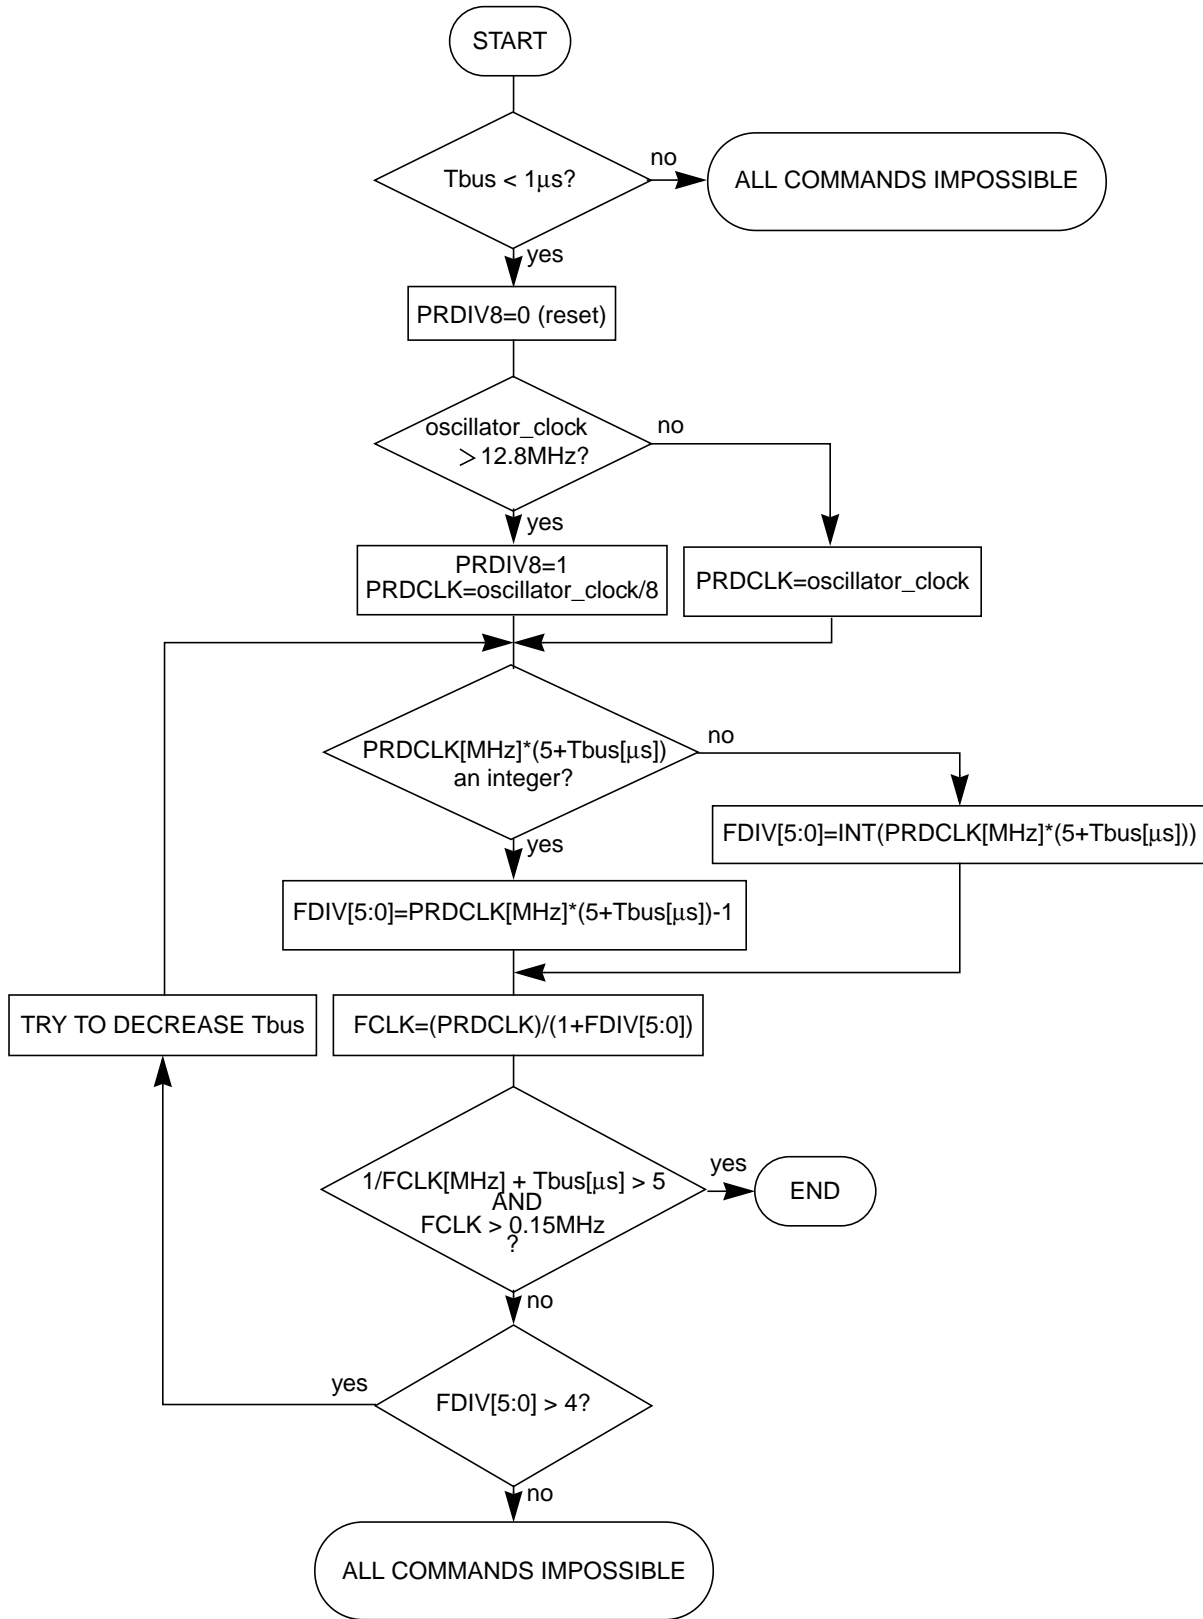 START
Tbus < 1μs?
no
ALL COMMANDS IMPOSSIBLE
yes
PRDIV8=0 (reset)
oscillator_clock
>12.8MHz?
no
yes
PRDIV8=1
PRDCLK=oscillator_clock/8
PRDCLK=oscillator_clock
PRDCLK[MHz]*(5+Tbus[μs])
an integer?
no
yes
FDIV[5:0]=INT(PRDCLK[MHz]*(5+Tbus[μs]))
FDIV[5:0]=PRDCLK[MHz]*(5+Tbus[μs])-1
TRY TO DECREASE Tbus
FCLK=(PRDCLK)/(1+FDIV[5:0])
1/FCLK[MHz] + Tbus[μs] > 5
AND
FCLK > 0.15MHz
?
yes
END
no
yes
FDIV[5:0] > 4?
no
ALL COMMANDS IMPOSSIBLE